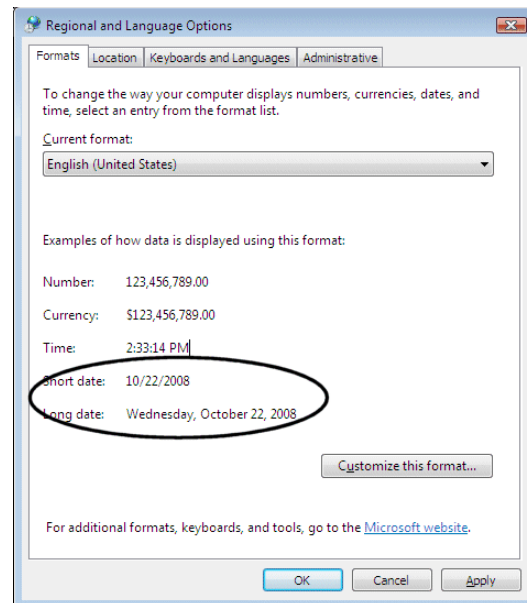 Regional and Language Options
Formats Location Keyboards and Languages Administrative
To change the way your computer displays numbers, currencies, dates, and
time, select an entry from the format list.
Current format:
English (United States)
Examples of how data is displayed using this format:
Number: 123,456,789.00
Currency: $123,456,789.00
Time: 2:33:14 PM
Short date: 10/22/2008
Long date: Wednesday, October 22, 2008
Customize this format...
For additional formats, keyboards, and tools, go to the Microsoft website.
OK Cancel Apply